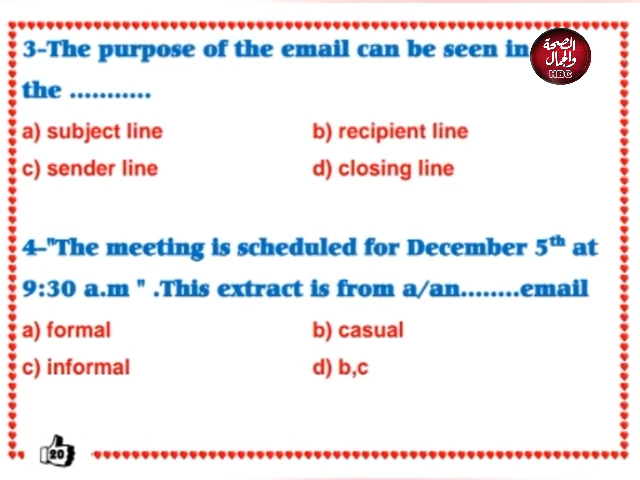 3-The purpose of the email can be seen in
the ...........
a) subject line b) recipient line
c) sender line d) closing line
4-"The meeting is scheduled for December 5th at
9:30 a.m " .This extract is from a/an........email
a) formal b) casual
c) informal d) b,c
20
الصحة
والجمال
HBC